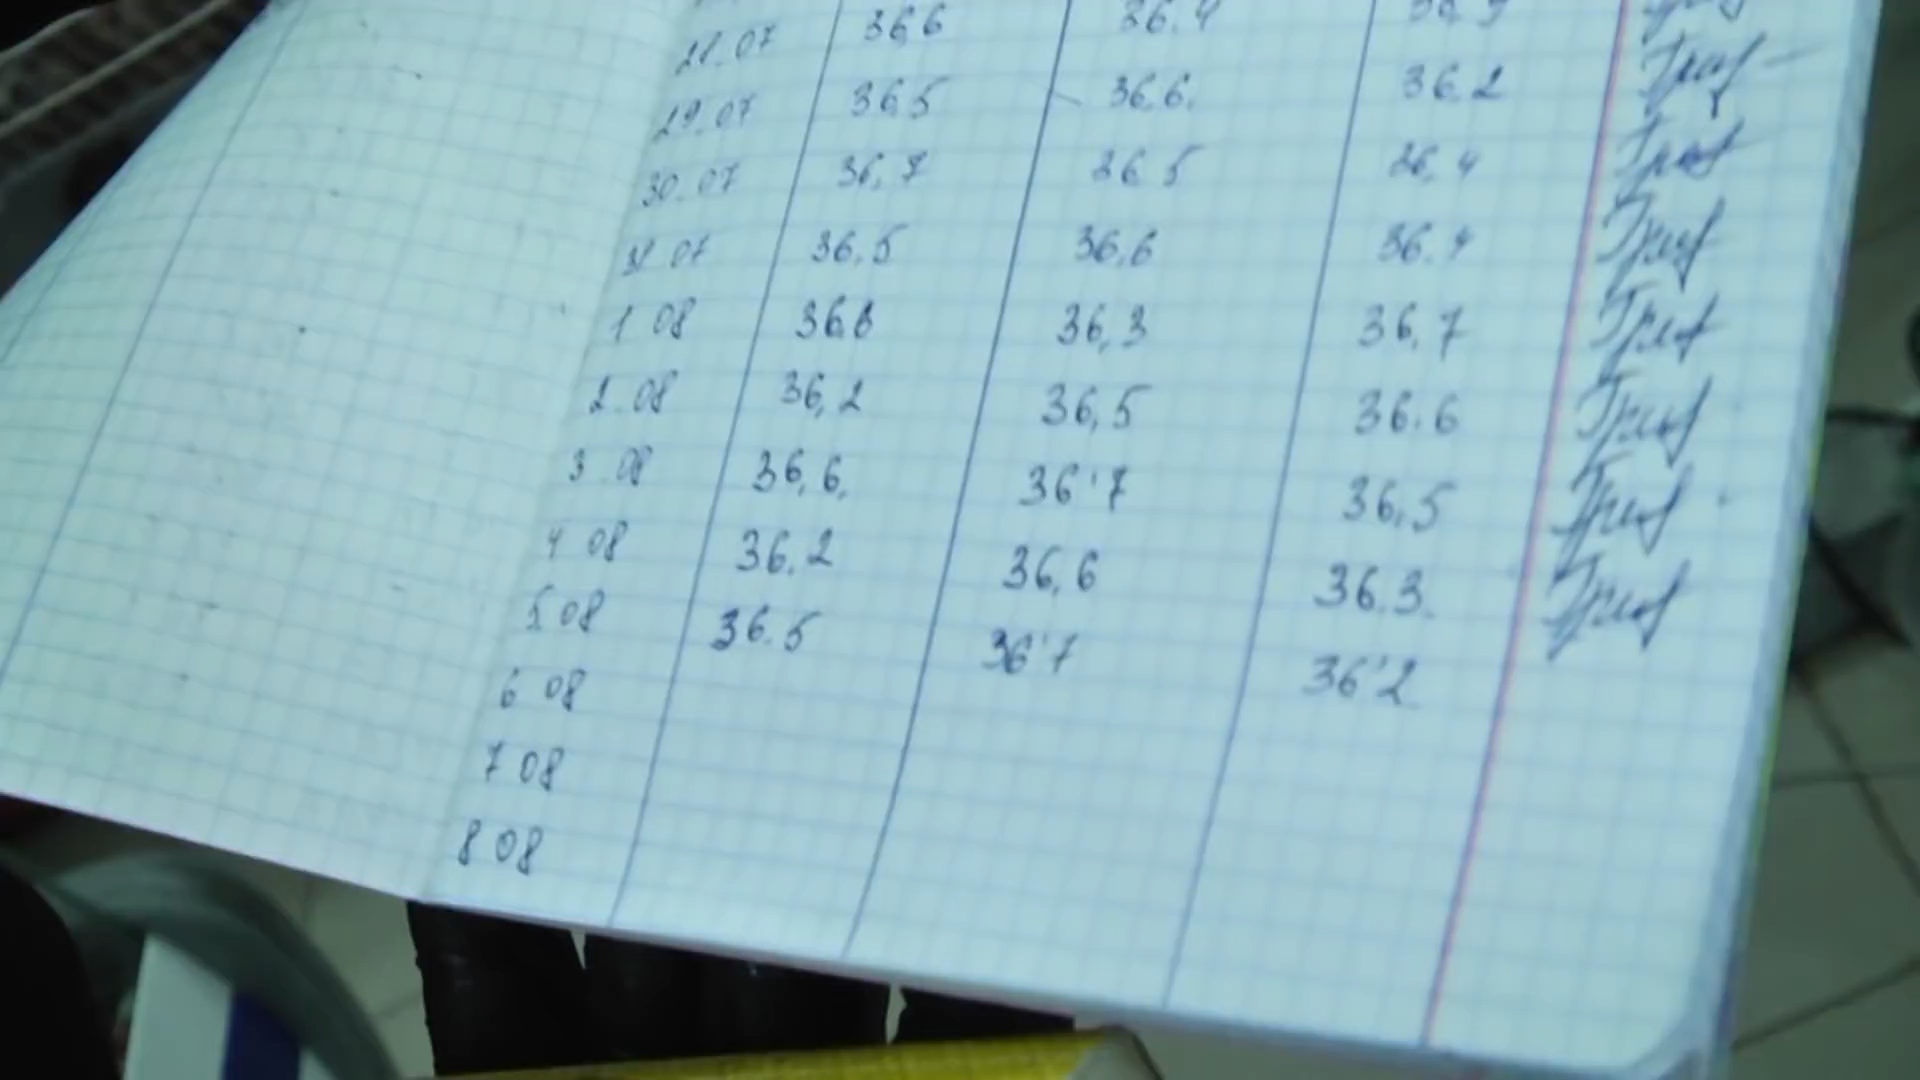 28.07 36,6 36.4
29.07 36,5 36.6. 36.2
30.07 36,7 36.5 36,4
31 07 36,5 36,6 36.4
1 08 36,6 36,3 36,7
2.08 36,2 36,5 36.6
3 08 36,6, 36'7 36,5
4 08 36.2 36,6 36.3.
5 08 36.5 36'7 36'2
6 08
7 08
8 08